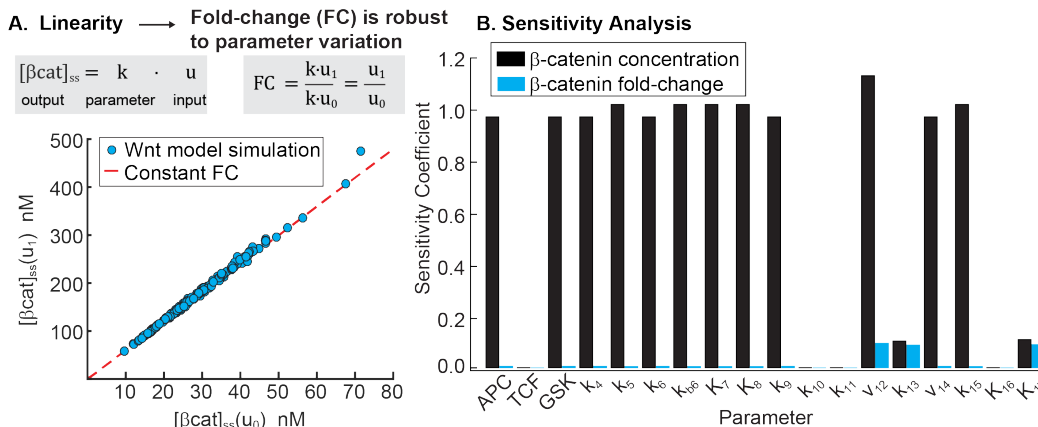 A. Linearity → Fold-change (FC) is robust
to parameter variation
[βcat]ss = k · u
output parameter input
FC = k·u₁/k·u₀ = u₁/u₀
500
400
300
200
100
[βcat]ss(u₁) nM
Wnt model simulation
Constant FC
10 20 30 40 50 60 70 80
[βcat]ss(u₀) nM
B. Sensitivity Analysis
β-catenin concentration
β-catenin fold-change
1.2
1.0
0.8
0.6
0.4
0.2
0.0
Sensitivity Coefficient
APC TCF GSK k₄ k₅ k₆ k_b6 K₇ K₈ k₉ k₁₀ k₁₁ v₁₂ k₁₃ v₁₄ k₁₅ K₁₆
Parameter